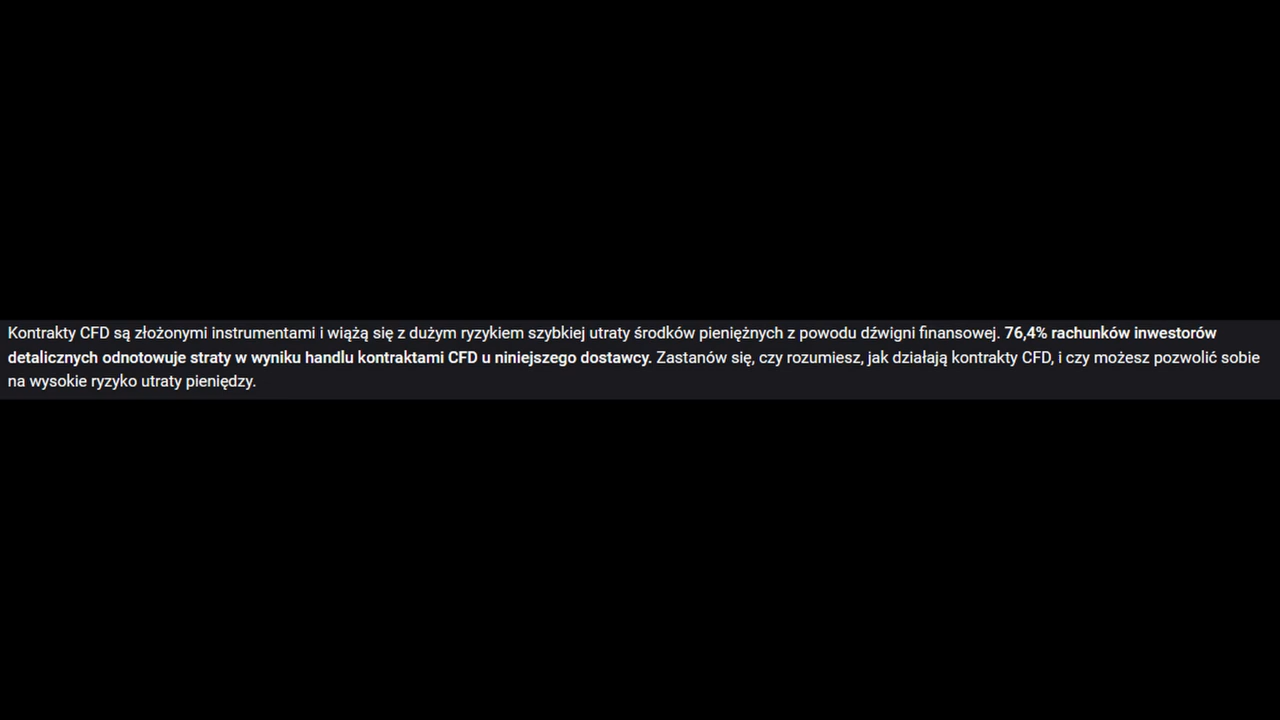 Kontrakty CFD są złożonymi instrumentami i wiążą się z dużym ryzykiem szybkiej utraty środków pieniężnych z powodu dźwigni finansowej. 76,4% rachunków inwestorów
detalicznych odnotowuje straty w wyniku handlu kontraktami CFD u niniejszego dostawcy. Zastanów się, czy rozumiesz, jak działają kontrakty CFD, i czy możesz pozwolić sobie
na wysokie ryzyko utraty pieniędzy.